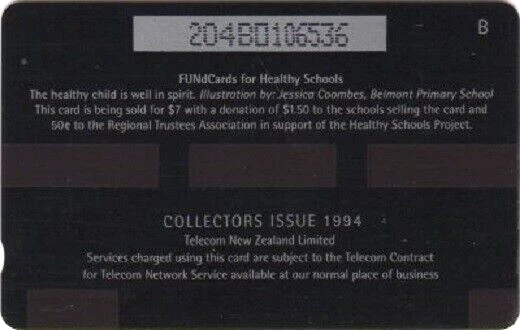 204B0106536
B
FUNdCards for Healthy Schools
The healthy child is well in spirit. Illustration by: Jessica Coombes, Belmont Primary School
This card is being sold for $7 with a donation of $1.50 to the schools selling the card and
50¢ to the Regional Trustees Association in support of the Healthy Schools Project.
COLLECTORS ISSUE 1994
Telecom New Zealand Limited
Services charged using this card are subject to the Telecom Contract
for Telecom Network Service available at our normal place of business